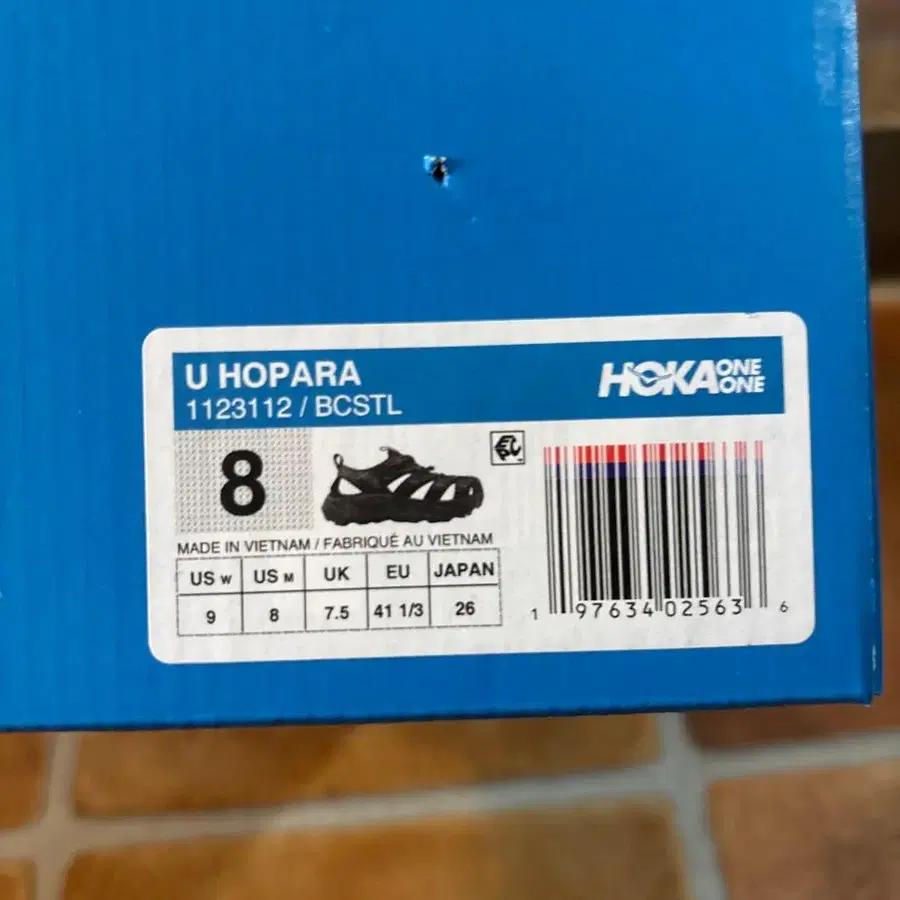 U HOPARA
1123112 / BCSTL
HOKA ONE ONE
8
EPC
MADE IN VIETNAM / FABRIQUÉ AU VIETNAM
US W US M UK EU JAPAN
9 8 7.5 41 1/3 26
1 97634 02563 6